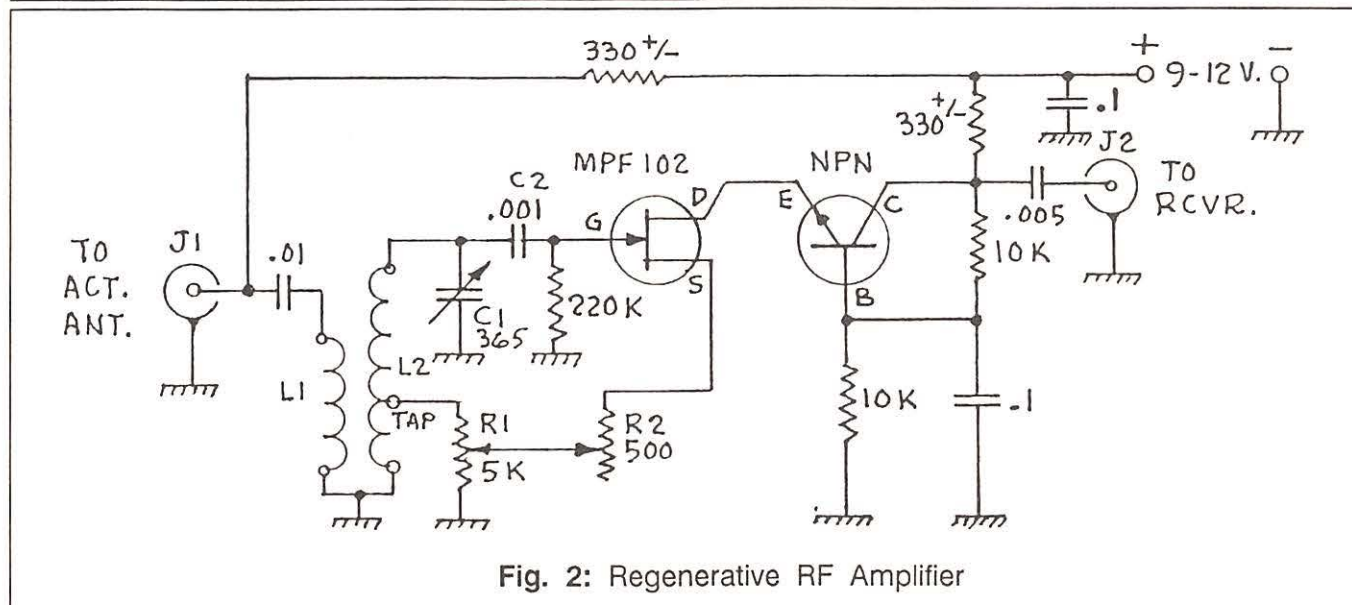 330 +/-
+ -
9-12 V.
.1
330 +/-
J2
TO
RCVR.
MPF 102
NPN
C2
.001
G
D
S
E
C
B
.005
10K
TO
ACT.
ANT.
J1
.01
C1
365
220K
L1
L2
TAP
R1
5K
R2
500
10K
.1
Fig. 2: Regenerative RF Amplifier